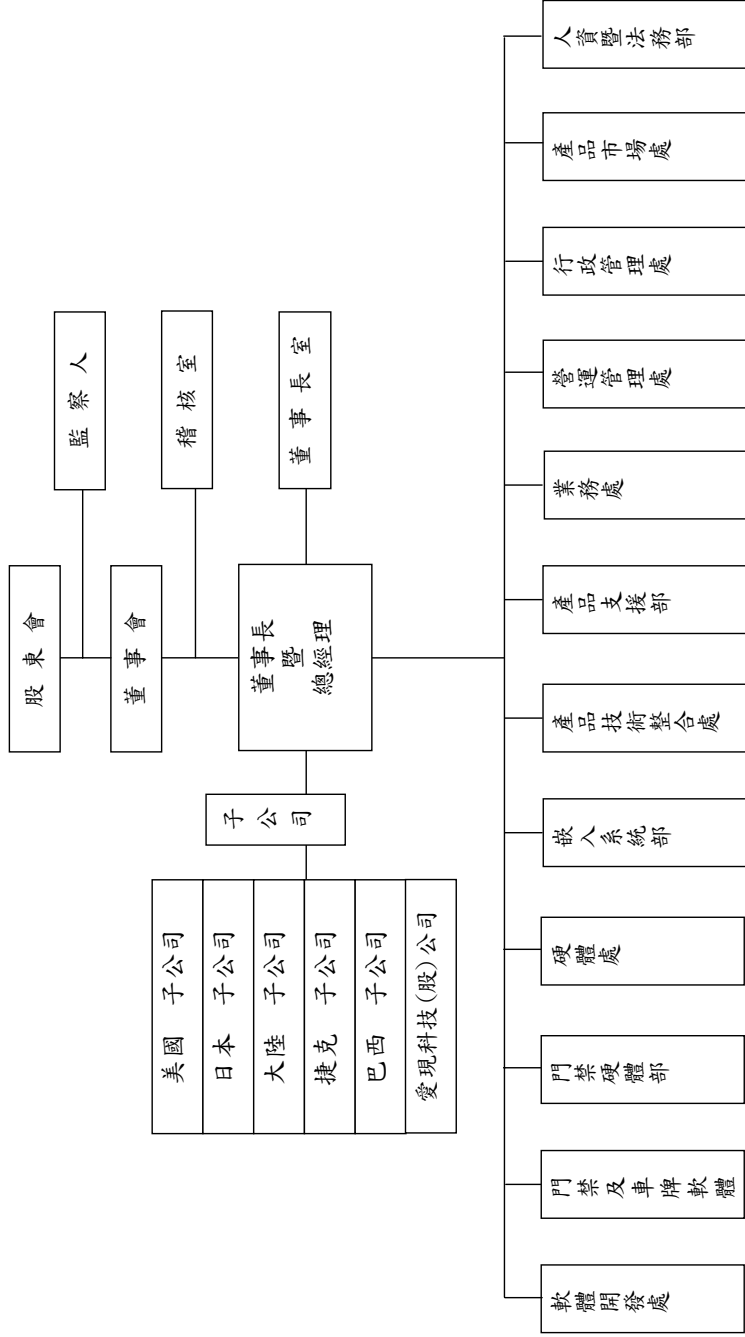 股東會
監察人
董事會
稽核室
董事長
暨
總經理
董事長室
子公司
美國 子公司
日本 子公司
大陸 子公司
捷克 子公司
巴西 子公司
愛現科技(股)公司
軟體開發處
門禁及車牌軟體
門禁硬體部
硬體處
嵌入系統部
產品技術整合處
產品支援部
業務處
營運管理處
行政管理處
產品市場處
人資暨法務部